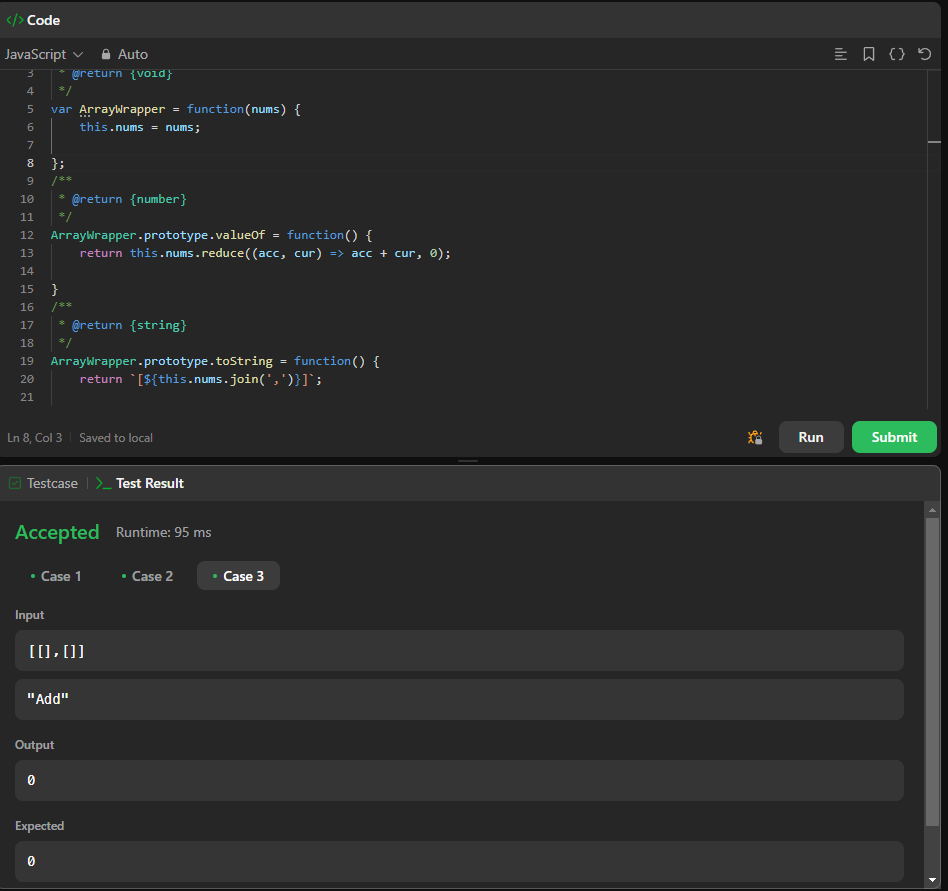 </> Code
JavaScript Auto
3 * @return {void}
4 */
5 var ArrayWrapper = function(nums) {
6 this.nums = nums;
7
8 };
9 /**
10 * @return {number}
11 */
12 ArrayWrapper.prototype.valueOf = function() {
13 return this.nums.reduce((acc, cur) => acc + cur, 0);
14
15 }
16 /**
17 * @return {string}
18 */
19 ArrayWrapper.prototype.toString = function() {
20 return `[${this.nums.join(',')}]`;
21
Ln 8, Col 3 Saved to local Run Submit
Testcase Test Result
Accepted Runtime: 95 ms
Case 1 Case 2 Case 3
Input
[[],[]]
"Add"
Output
0
Expected
0